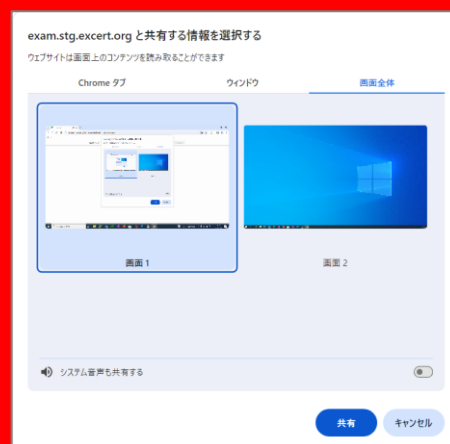 exam.stg.excert.org と共有する情報を選択する
ウェブサイトは画面上のコンテンツを読み取ることができます
Chrome タブ
ウィンドウ
画面全体
画面 1
画面 2
システム音声も共有する
共有
キャンセル